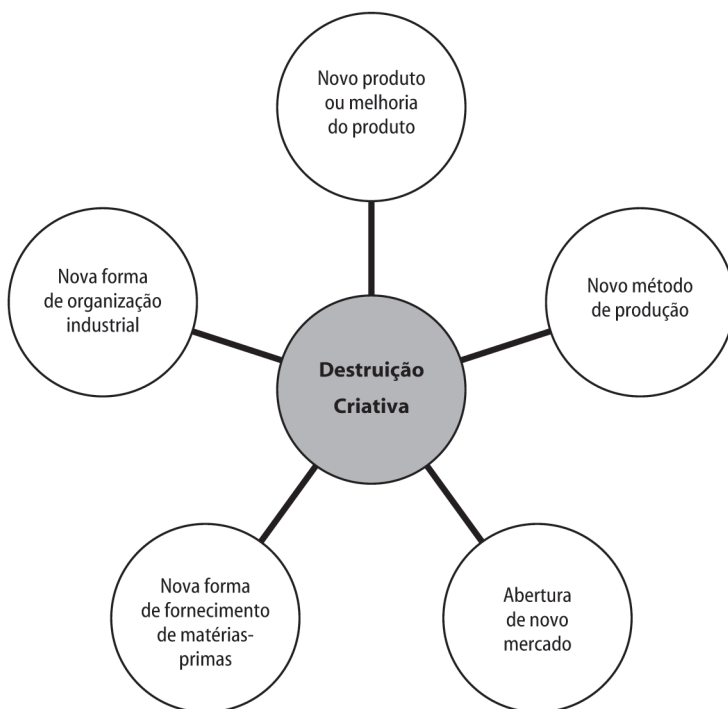 Novo produto
ou melhoria
do produto
Nova forma
de organização
industrial
Novo método
de produção
Destruição
Criativa
Nova forma
de fornecimento
de matérias-
primas
Abertura
de novo
mercado